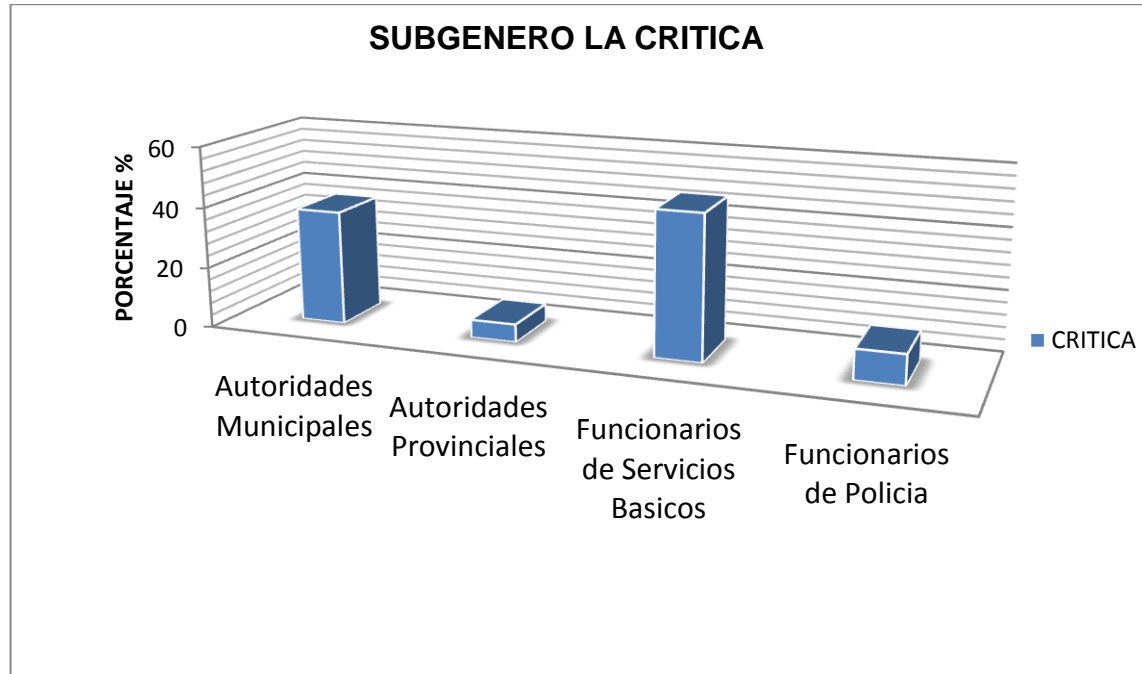 SUBGENERO LA CRITICA
PORCENTAJE %
60
40
20
0
Autoridades
Municipales
Autoridades
Provinciales
Funcionarios
de Servicios
Basicos
Funcionarios
de Policia
CRITICA